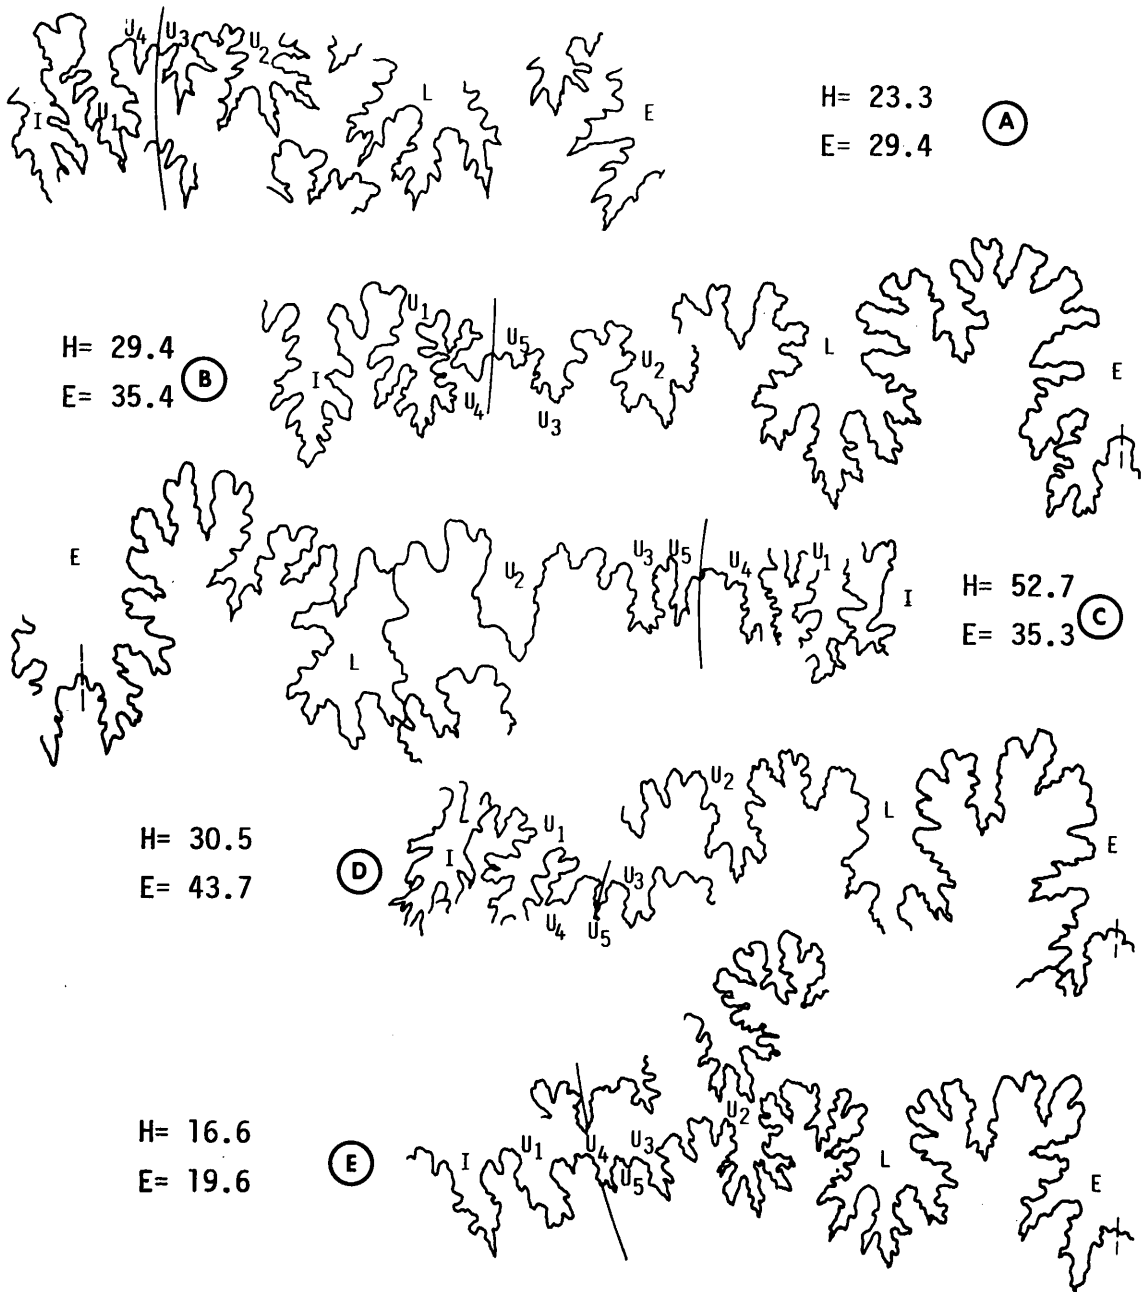 U4 U3 U2 L
I U1 E
H= 23.3
E= 29.4
A
H= 29.4
E= 35.4
B
I U1 U4 U5 U3 U2 L E
E L U2 U3 U5 U4 U1 I
H= 52.7
E= 35.3
C
H= 30.5
E= 43.7
D
I U1 U4 U5 U3 U2 L E
H= 16.6
E= 19.6
E
I U1 U4 U5 U3 U2 L E